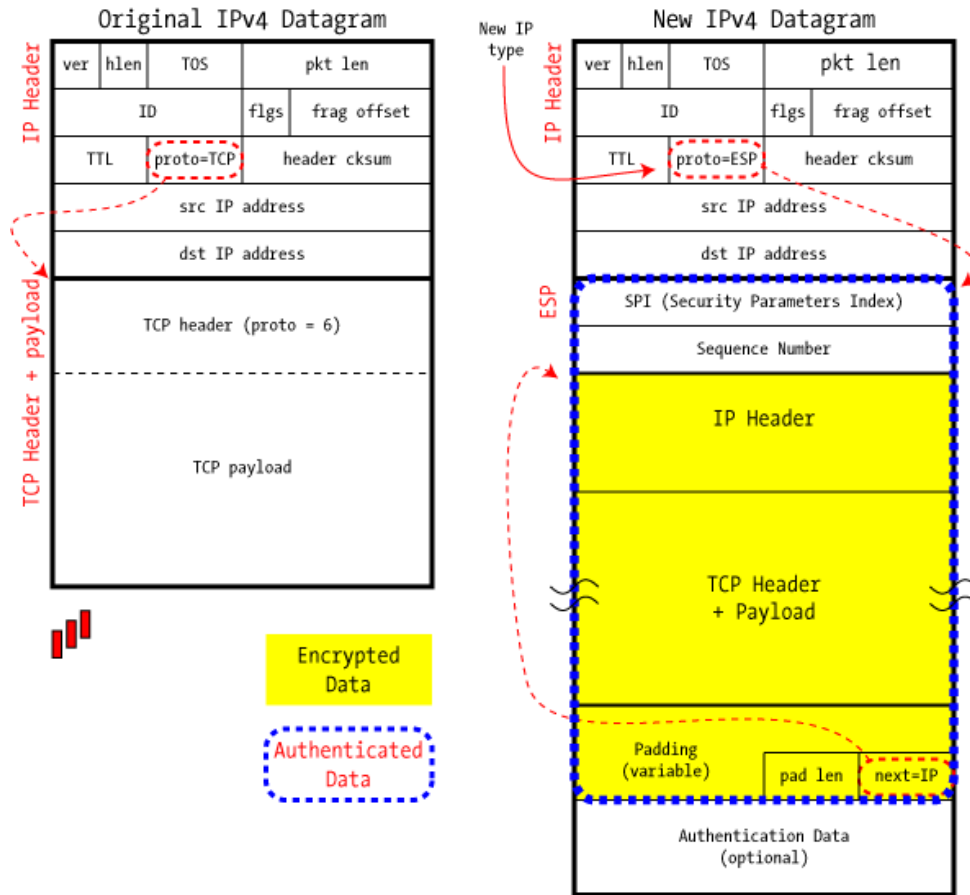 Original IPv4 Datagram
IP Header
ver hlen TOS pkt len
ID flgs frag offset
TTL proto=TCP header cksum
src IP address
dst IP address
TCP Header + payload
TCP header (proto = 6)
TCP payload
Encrypted
Data
Authenticated
Data
New IPv4 Datagram
New IP
type
IP Header
ver hlen TOS pkt len
ID flgs frag offset
TTL proto=ESP header cksum
src IP address
dst IP address
ESP
SPI (Security Parameters Index)
Sequence Number
IP Header
TCP Header
+ Payload
Padding
(variable)
pad len next=IP
Authentication Data
(optional)